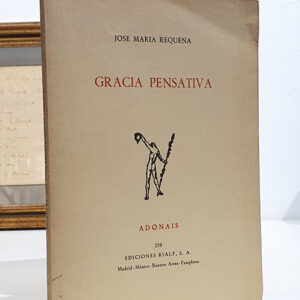 JOSE MARIA REQUENA
GRACIA PENSATIVA
ADONAIS
258
EDICIONES RIALP, S. A.
Madrid - México - Buenos Aires - Pamplona